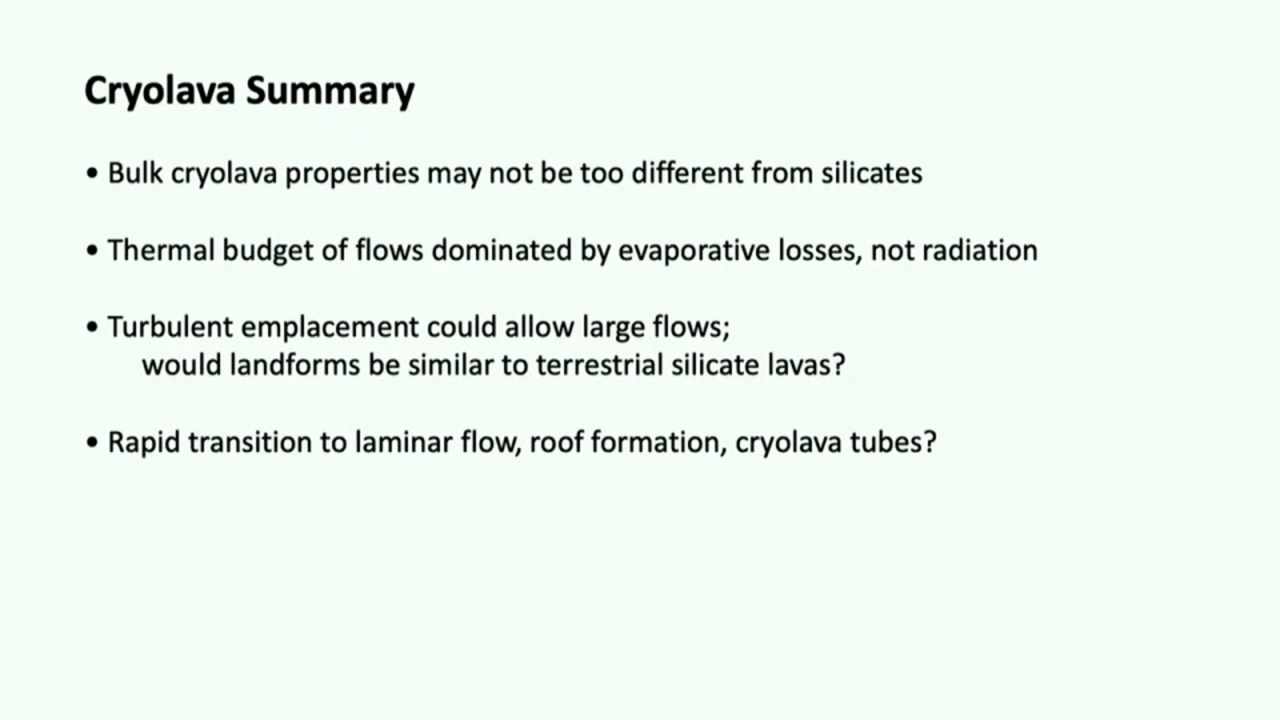 Cryolava Summary
• Bulk cryolava properties may not be too different from silicates
• Thermal budget of flows dominated by evaporative losses, not radiation
• Turbulent emplacement could allow large flows;
would landforms be similar to terrestrial silicate lavas?
• Rapid transition to laminar flow, roof formation, cryolava tubes?